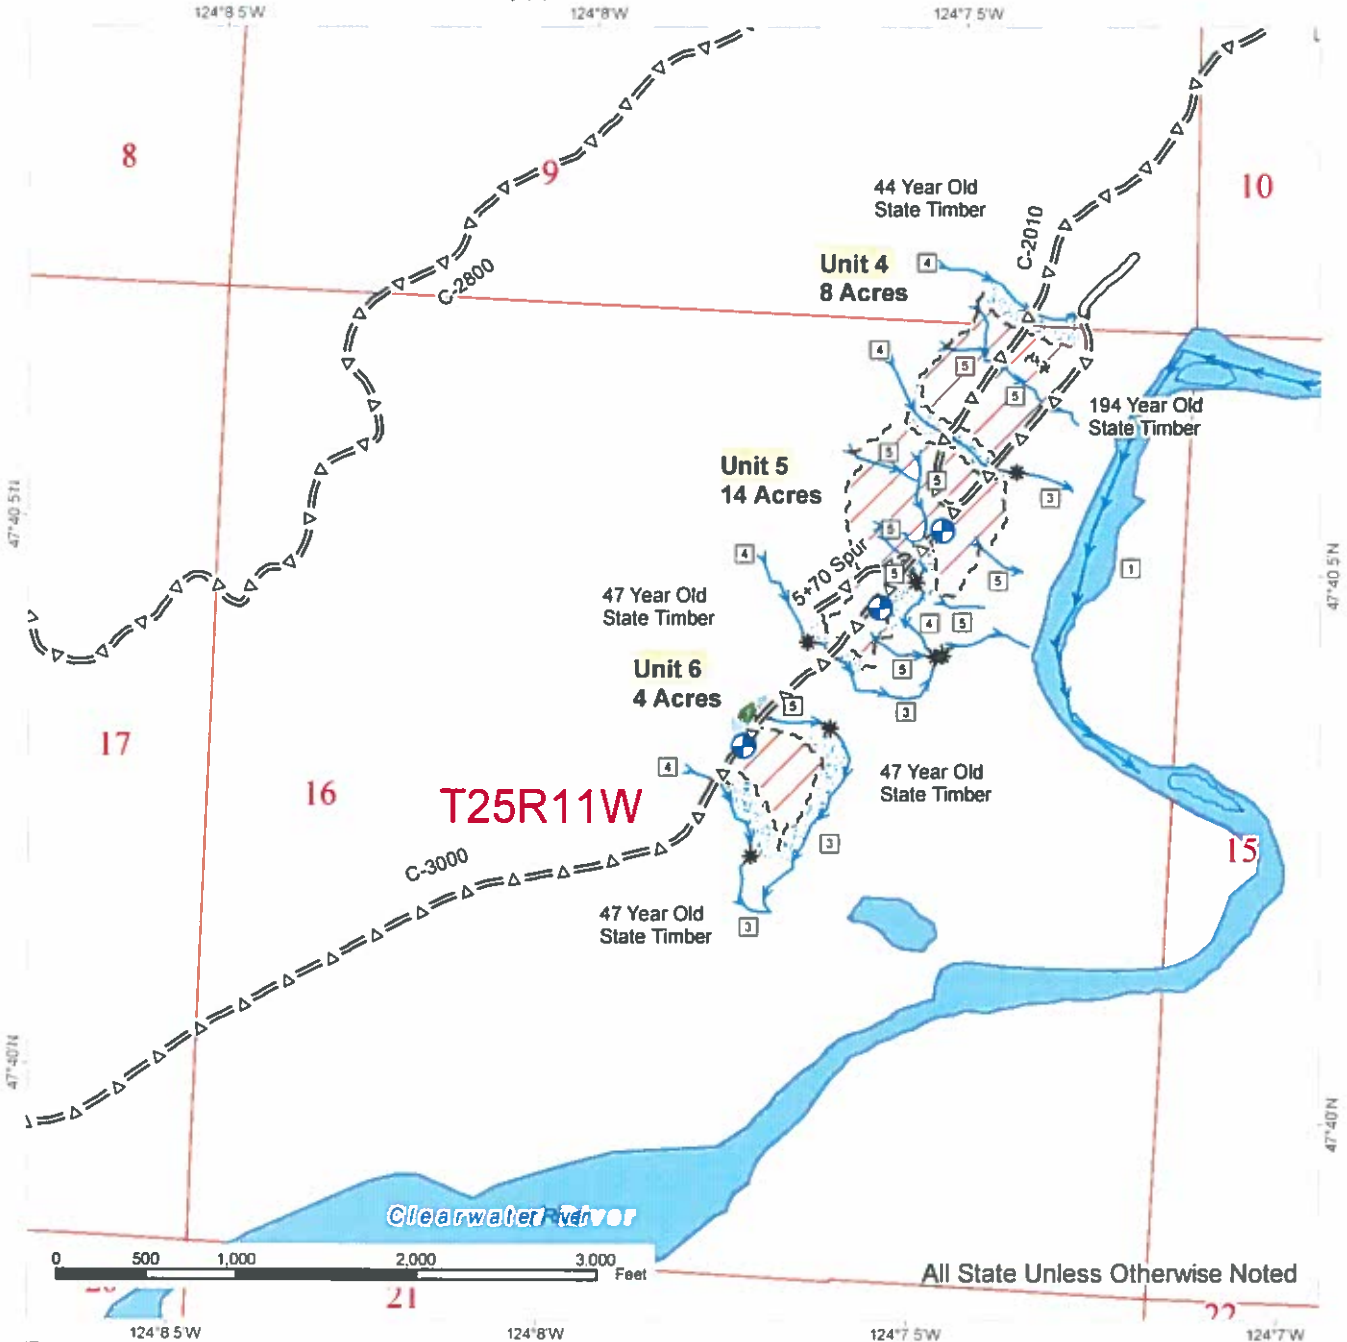 124°8 5'W
124°8'W
124°7 5'W
8
9
10
44 Year Old
State Timber
C-2010
Unit 4
8 Acres
4
C-2800
4
5
5
194 Year Old
State Timber
Unit 5
14 Acres
5
5
3
47°40 5'N
47°40 5'N
5
4
5
5
1
5+70 Spur
47 Year Old
State Timber
4
5
Unit 6
4 Acres
5
3
5
17
16
T25R11W
4
47 Year Old
State Timber
3
15
C-3000
47 Year Old
State Timber
3
47°40'N
47°40'N
Clearwater River
0 500 1,000 2,000 3,000
Feet
All State Unless Otherwise Noted
21
22
124°8 5'W
124°8'W
124°7 5'W
124°7'W